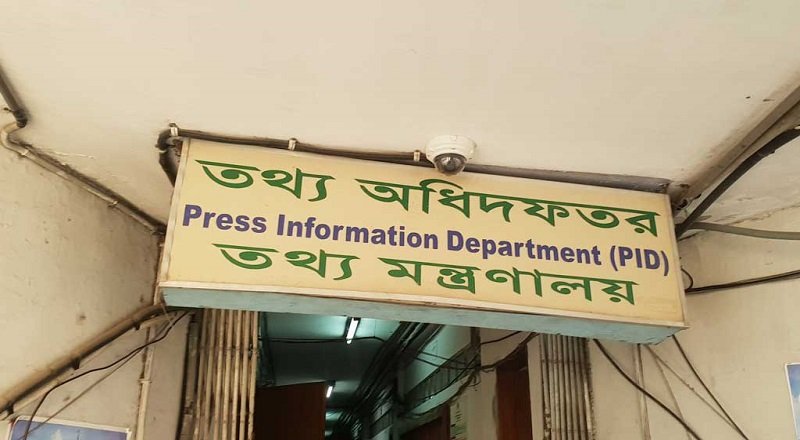 তথ্য অধিদফতর
Press Information Department (PID)
তথ্য মন্ত্রণালয়